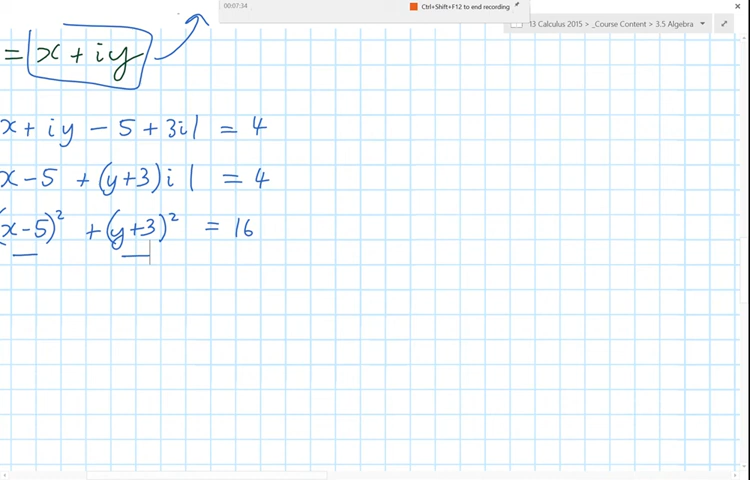 00:07:34
Ctrl+Shift+F12 to end recording
13 Calculus 2015 > _Course Content > 3.5 Algebra
= x + iy
x + iy - 5 + 3i| = 4
x - 5 + (y+3)i| = 4
(x-5)² + (y+3)² = 16